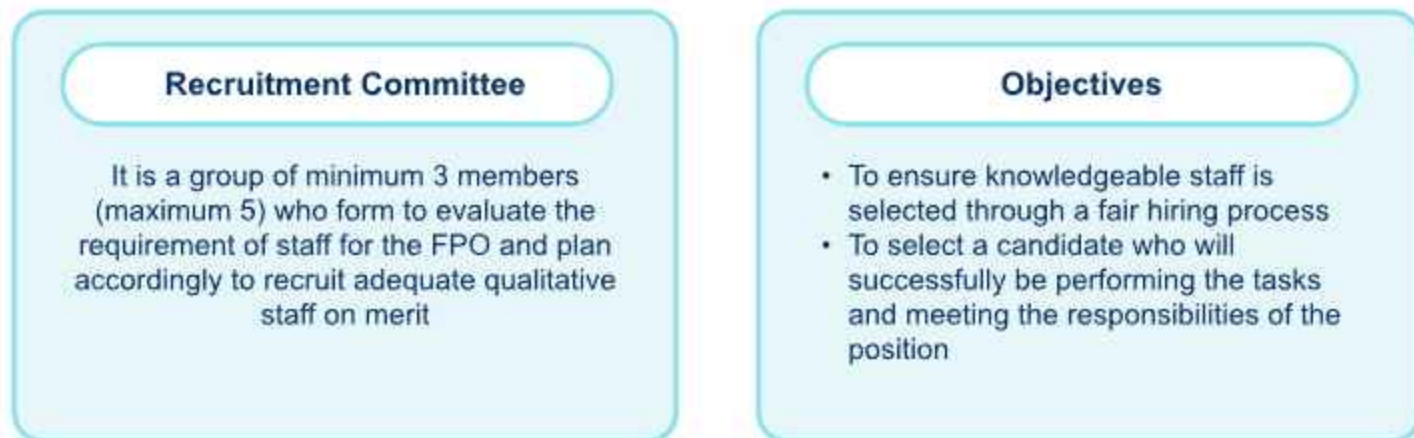 Recruitment Committee
It is a group of minimum 3 members
(maximum 5) who form to evaluate the
requirement of staff for the FPO and plan
accordingly to recruit adequate qualitative
staff on merit
Objectives
• To ensure knowledgeable staff is
selected through a fair hiring process
• To select a candidate who will
successfully be performing the tasks
and meeting the responsibilities of the
position